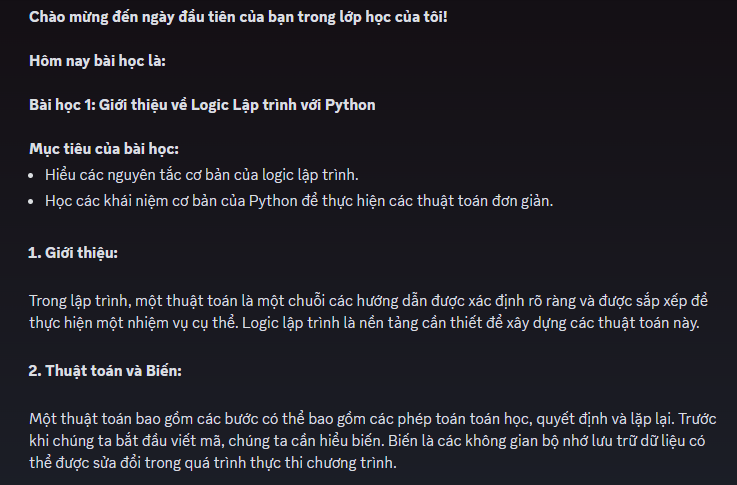 Chào mừng đến ngày đầu tiên của bạn trong lớp học của tôi!
Hôm nay bài học là:
Bài học 1: Giới thiệu về Logic Lập trình với Python
Mục tiêu của bài học:
• Hiểu các nguyên tắc cơ bản của logic lập trình.
• Học các khái niệm cơ bản của Python để thực hiện các thuật toán đơn giản.
1. Giới thiệu:
Trong lập trình, một thuật toán là một chuỗi các hướng dẫn được xác định rõ ràng và được sắp xếp để
thực hiện một nhiệm vụ cụ thể. Logic lập trình là nền tảng cần thiết để xây dựng các thuật toán này.
2. Thuật toán và Biến:
Một thuật toán bao gồm các bước có thể bao gồm các phép toán toán học, quyết định và lặp lại. Trước
khi chúng ta bắt đầu viết mã, chúng ta cần hiểu biến. Biến là các không gian bộ nhớ lưu trữ dữ liệu có
thể được sửa đổi trong quá trình thực thi chương trình.